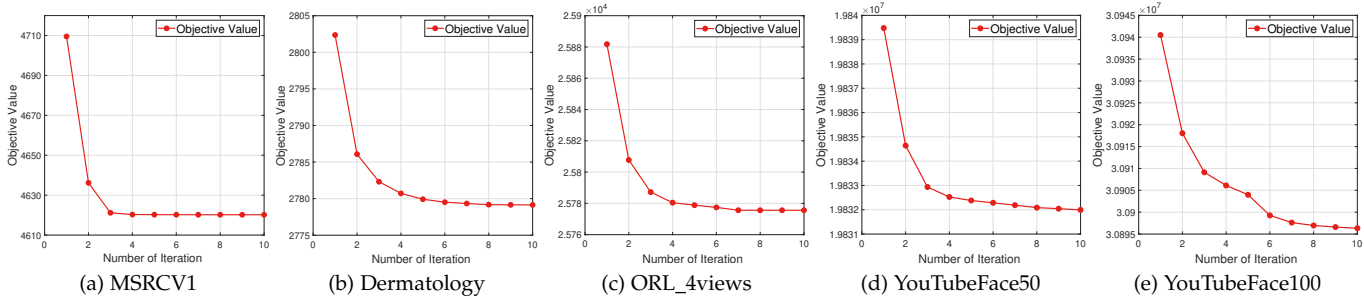 Objective Value
4710
4690
4670
4650
4630
4610
0 2 4 6 8 10
Number of Iteration
Objective Value
(a) MSRCV1
Objective Value
2805
2800
2795
2790
2785
2780
2775
0 2 4 6 8 10
Number of Iteration
Objective Value
(b) Dermatology
Objective Value
×10⁴
2.59
2.588
2.586
2.584
2.582
2.58
2.578
2.576
0 2 4 6 8 10
Number of Iteration
Objective Value
(c) ORL_4views
Objective Value
×10⁷
1.984
1.9839
1.9838
1.9837
1.9836
1.9835
1.9834
1.9833
1.9832
1.9831
0 2 4 6 8 10
Number of Iteration
Objective Value
(d) YouTubeFace50
Objective Value
×10⁷
3.0945
3.094
3.0935
3.093
3.0925
3.092
3.0915
3.091
3.0905
3.09
3.0895
0 2 4 6 8 10
Number of Iteration
Objective Value
(e) YouTubeFace100